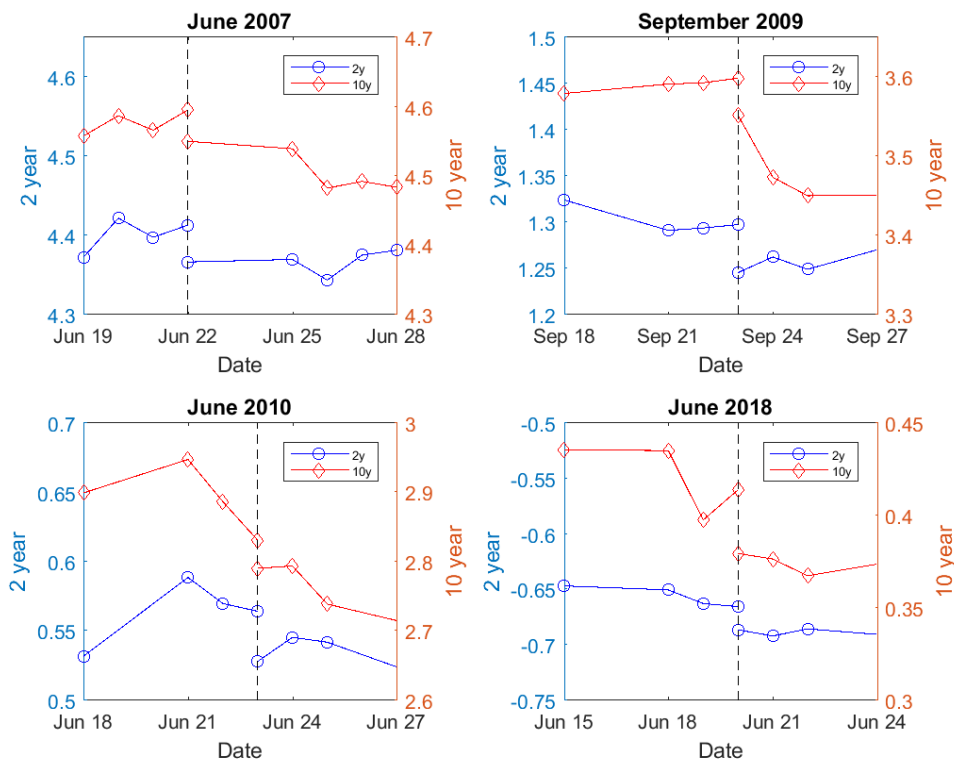 June 2007
2 year
4.6
4.5
4.4
4.3
10 year
4.7
4.6
4.5
4.4
4.3
2y
10y
Jun 19
Jun 22
Jun 25
Jun 28
Date
September 2009
2 year
1.5
1.45
1.4
1.35
1.3
1.25
1.2
10 year
3.6
3.5
3.4
3.3
2y
10y
Sep 18
Sep 21
Sep 24
Sep 27
Date
June 2010
2 year
0.7
0.65
0.6
0.55
0.5
10 year
3
2.9
2.8
2.7
2.6
2y
10y
Jun 18
Jun 21
Jun 24
Jun 27
Date
June 2018
2 year
-0.5
-0.55
-0.6
-0.65
-0.7
-0.75
10 year
0.45
0.4
0.35
0.3
2y
10y
Jun 15
Jun 18
Jun 21
Jun 24
Date